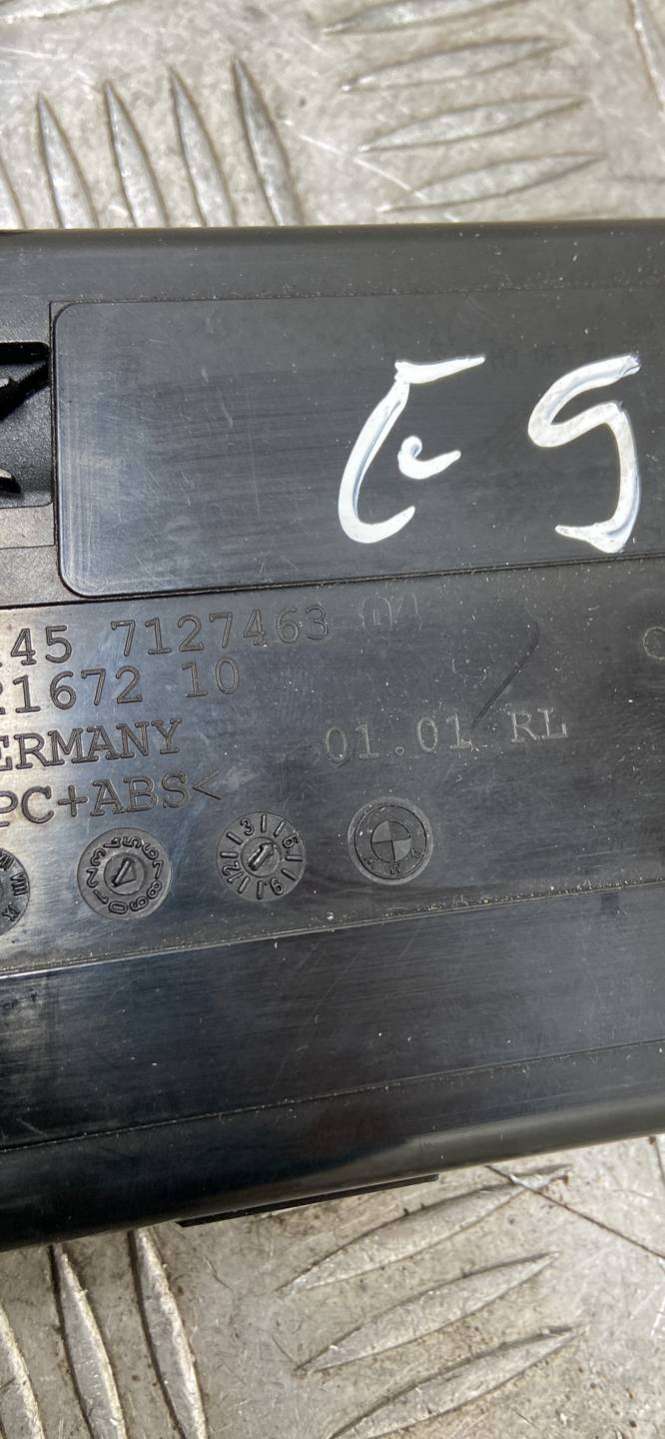 E9
.45 7127463
21672 10
ERMANY
01.01 RL
PC+ABS<